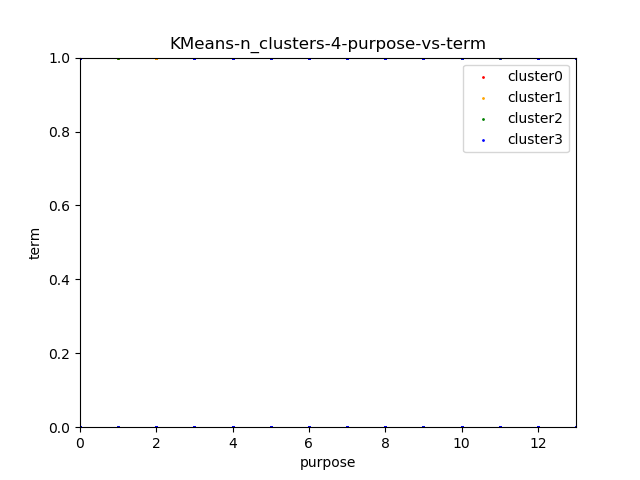 KMeans-n_clusters-4-purpose-vs-term
cluster0
cluster1
cluster2
cluster3
1.0
0.8
0.6
0.4
0.2
0.0
term
0 2 4 6 8 10 12
purpose